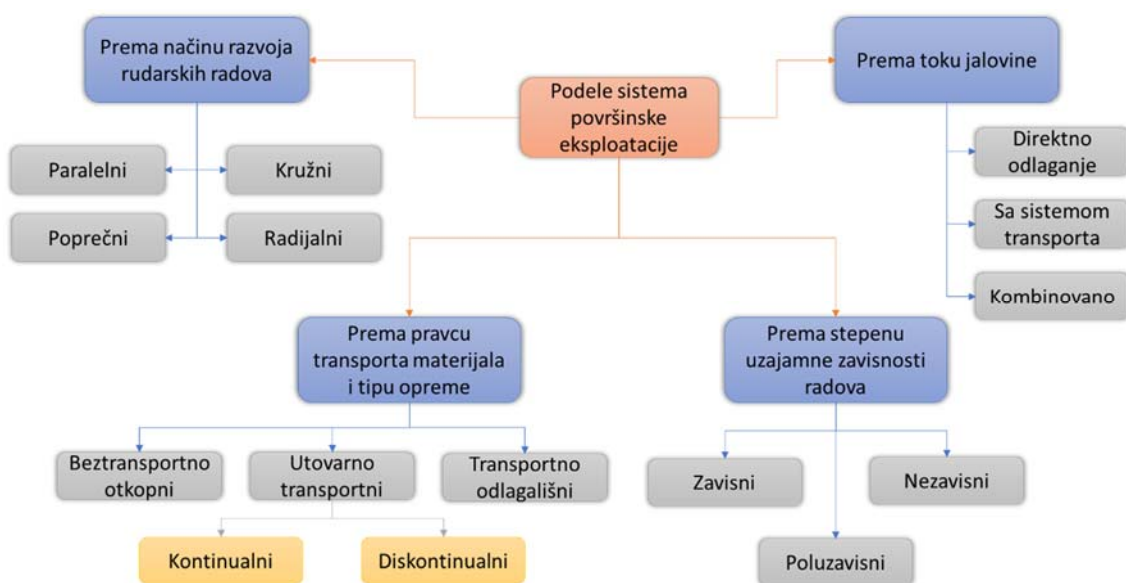 Prema načinu razvoja
rudarskih radova
Podele sistema
površinske
eksploatacije
Prema toku jalovine
Paralelni
Kružni
Poprečni
Radijalni
Direktno
odlaganje
Sa sistemom
transporta
Kombinovano
Prema pravcu
transporta materijala
i tipu opreme
Prema stepenu
uzajamne zavisnosti
radova
Beztransportno
otkopni
Utovarno
transportni
Transportno
odlagališni
Kontinualni
Diskontinualni
Zavisni
Nezavisni
Poluzavisni